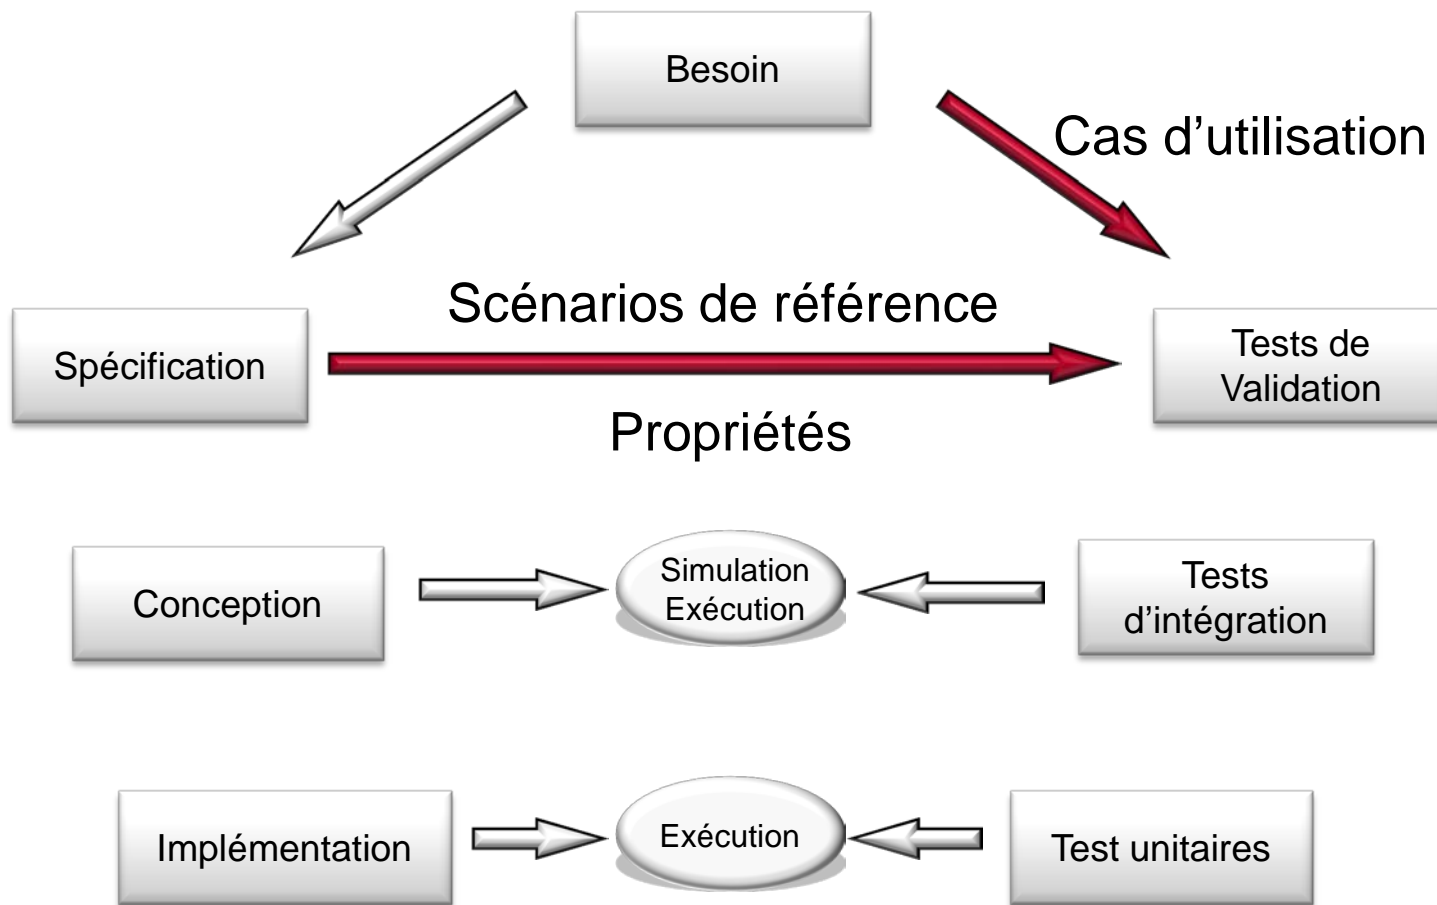 Besoin
Cas d’utilisation
Scénarios de référence
Spécification
Tests de
Validation
Propriétés
Conception
Simulation
Exécution
Tests
d’intégration
Implémentation
Exécution
Test unitaires